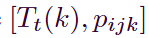 [T_t(k), p_{ijk}]